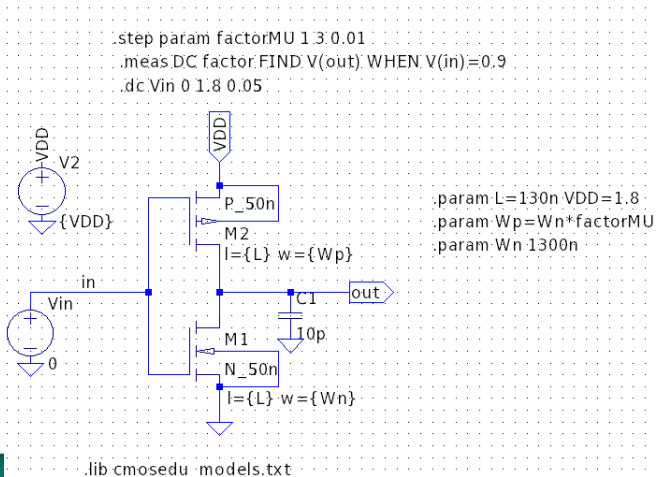 .step param factorMU 1 3 0.01
.meas DC factor FIND V(out) WHEN V(in)=0.9
.dc Vin 0 1.8 0.05
VDD
VDD
V2
{VDD}
P_50n
M2
l={L} w={Wp}
.param L=130n VDD=1.8
.param Wp=Wn*factorMU
.param Wn 1300n
in
Vin
0
out
C1
10p
M1
N_50n
l={L} w={Wn}
.lib cmosedu_models.txt